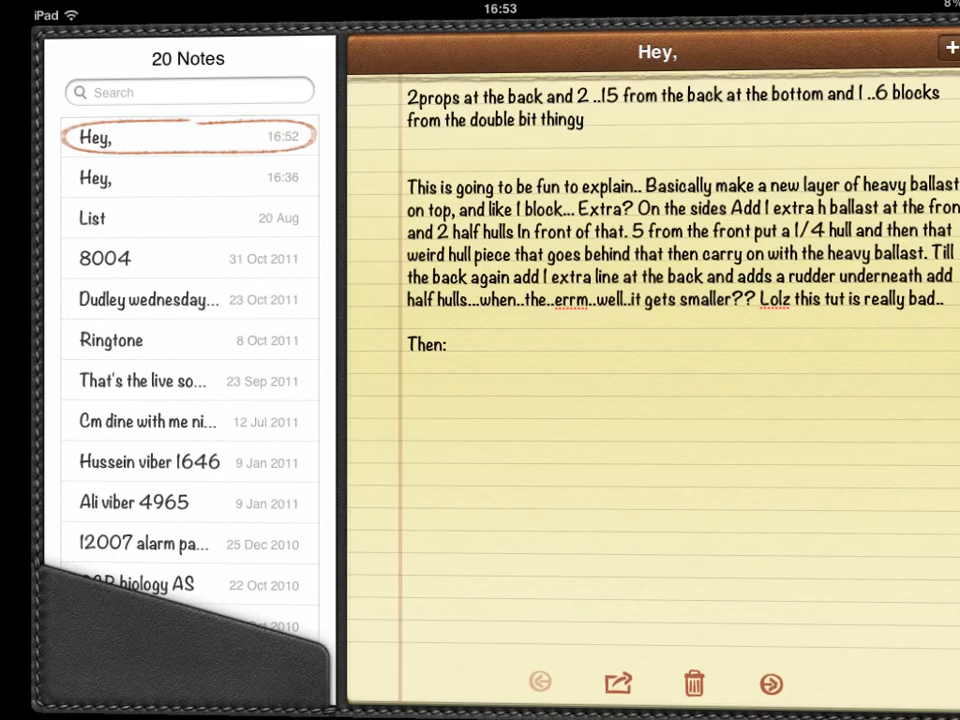 iPad
16:53
8%
20 Notes
Search
Hey, 16:52
Hey, 16:36
List 20 Aug
8004 31 Oct 2011
Dudley wednesday... 23 Oct 2011
Ringtone 8 Oct 2011
That's the live so... 23 Sep 2011
Cm dine with me ni... 12 Jul 2011
Hussein viber 1646 9 Jan 2011
Ali viber 4965 9 Jan 2011
12007 alarm pa... 25 Dec 2010
biology AS 22 Oct 2010
2010
Hey,
+
2props at the back and 2 ..15 from the back at the bottom and 1 ..6 blocks
from the double bit thingy
This is going to be fun to explain.. Basically make a new layer of heavy ballast
on top, and like 1 block... Extra? On the sides Add 1 extra h ballast at the fron
and 2 half hulls In front of that. 5 from the front put a 1/4 hull and then that
weird hull piece that goes behind that then carry on with the heavy ballast. Till
the back again add 1 extra line at the back and adds a rudder underneath add
half hulls...when..the..errm..well..it gets smaller?? Lolz this tut is really bad..
Then: